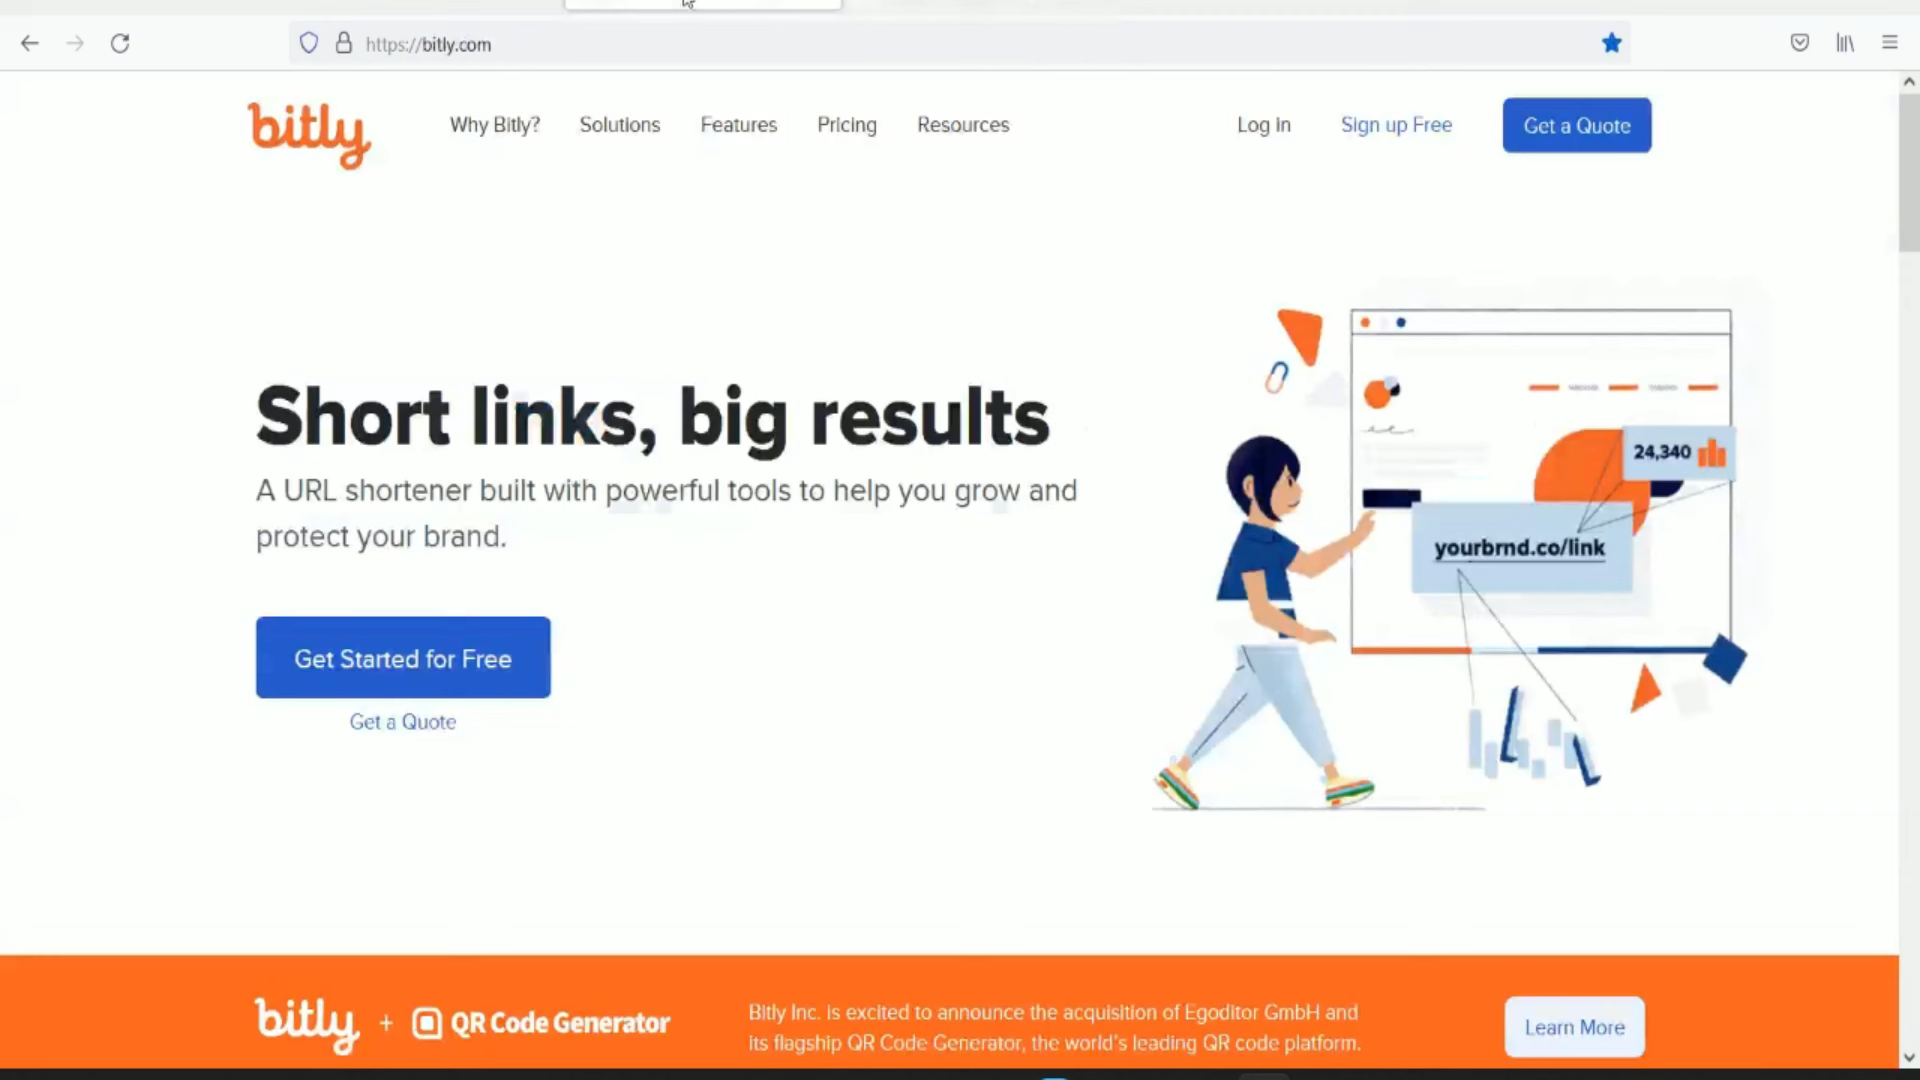 https://bitly.com
bitly
Why Bitly?
Solutions
Features
Pricing
Resources
Log in
Sign up Free
Get a Quote
Short links, big results
A URL shortener built with powerful tools to help you grow and
protect your brand.
Get Started for Free
Get a Quote
24,340
yourbrnd.co/link
bitly + QR Code Generator
Bitly Inc. is excited to announce the acquisition of Egoditor GmbH and
its flagship QR Code Generator, the world's leading QR code platform.
Learn More